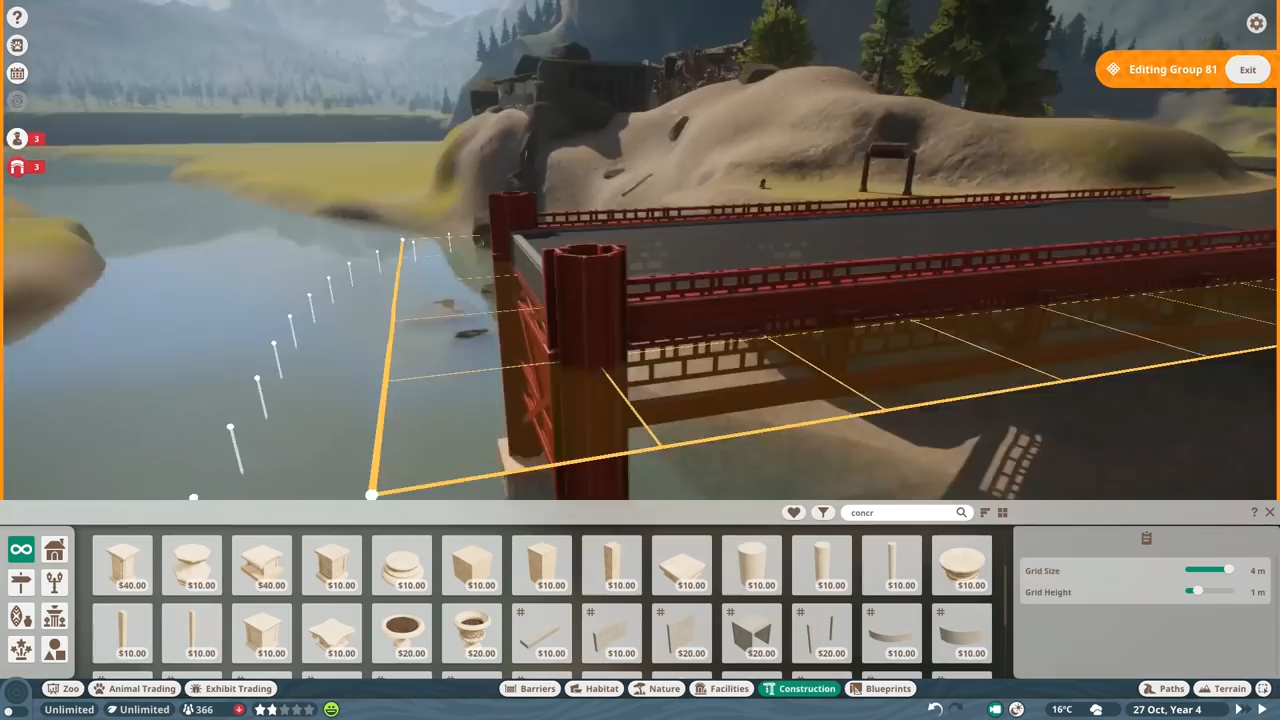 ?
Editing Group 81
Exit
3
3
concr
?
$40.00
$10.00
$40.00
$10.00
$10.00
$10.00
$10.00
$10.00
$10.00
$10.00
$10.00
$10.00
$10.00
Grid Size
4 m
Grid Height
1 m
$10.00
$10.00
$10.00
$10.00
$20.00
$20.00
$10.00
$10.00
$20.00
$20.00
$20.00
$10.00
$10.00
Zoo
Animal Trading
Exhibit Trading
Barriers
Habitat
Nature
Facilities
Construction
Blueprints
Paths
Terrain
Unlimited
Unlimited
366
16°C
27 Oct, Year 4